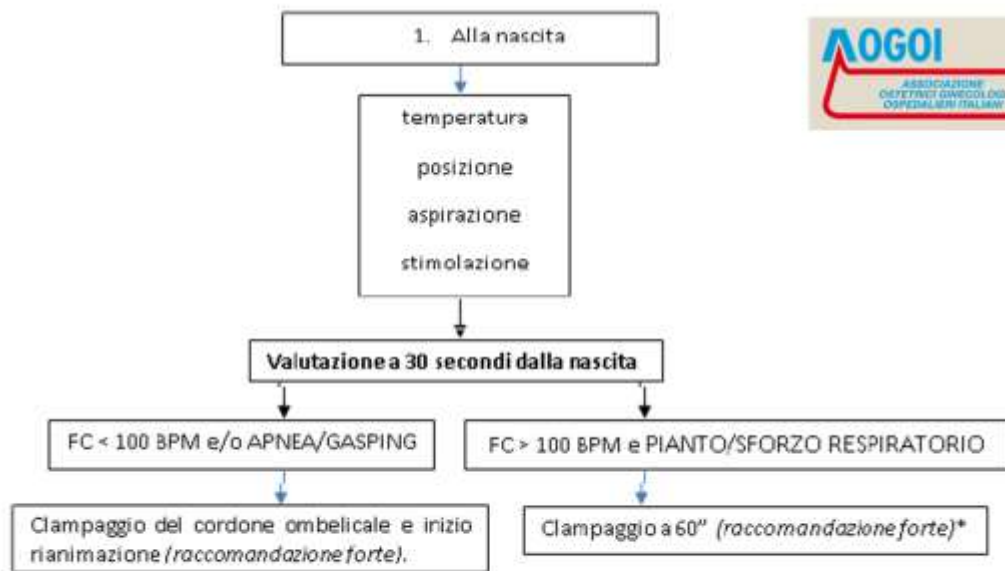 1. Alla nascita
AOGOI
ASSOCIAZIONE
OSTETRICI GINECOLOGI
OSPEDALIERI ITALIANI
temperatura
posizione
aspirazione
stimolazione
Valutazione a 30 secondi dalla nascita
FC < 100 BPM e/o APNEA/GASPING
FC > 100 BPM e PIANTO/SFORZO RESPIRATORIO
Clampaggio del cordone ombelicale e inizio
rianimazione (raccomandazione forte).
Clampaggio a 60" (raccomandazione forte)*